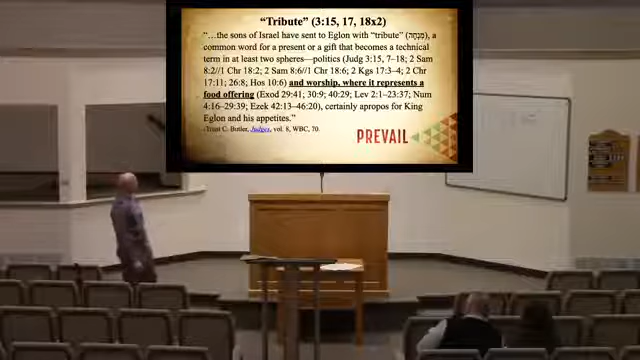 “Tribute” (3:15, 17, 18x2)
“…the sons of Israel have sent to Eglon with “tribute” (מִנְחָה), a
common word for a present or a gift that becomes a technical
term in at least two spheres—politics (Judg 3:15, 7–18; 2 Sam
8:2//1 Chr 18:2; 2 Sam 8:6//1 Chr 18:6; 2 Kgs 17:3–4; 2 Chr
17:11; 26:8, Hos 10:6) and worship, where it represents a
food offering (Exod 29:41; 30:9; 40:29; Lev 2:1–23:37; Num
4:16–29:39; Ezek 42:13–46:20), certainly apropos for King
Eglon and his appetites.”
-Trent C. Butler, Judges, vol. 8, WBC, 70.
PREVAIL